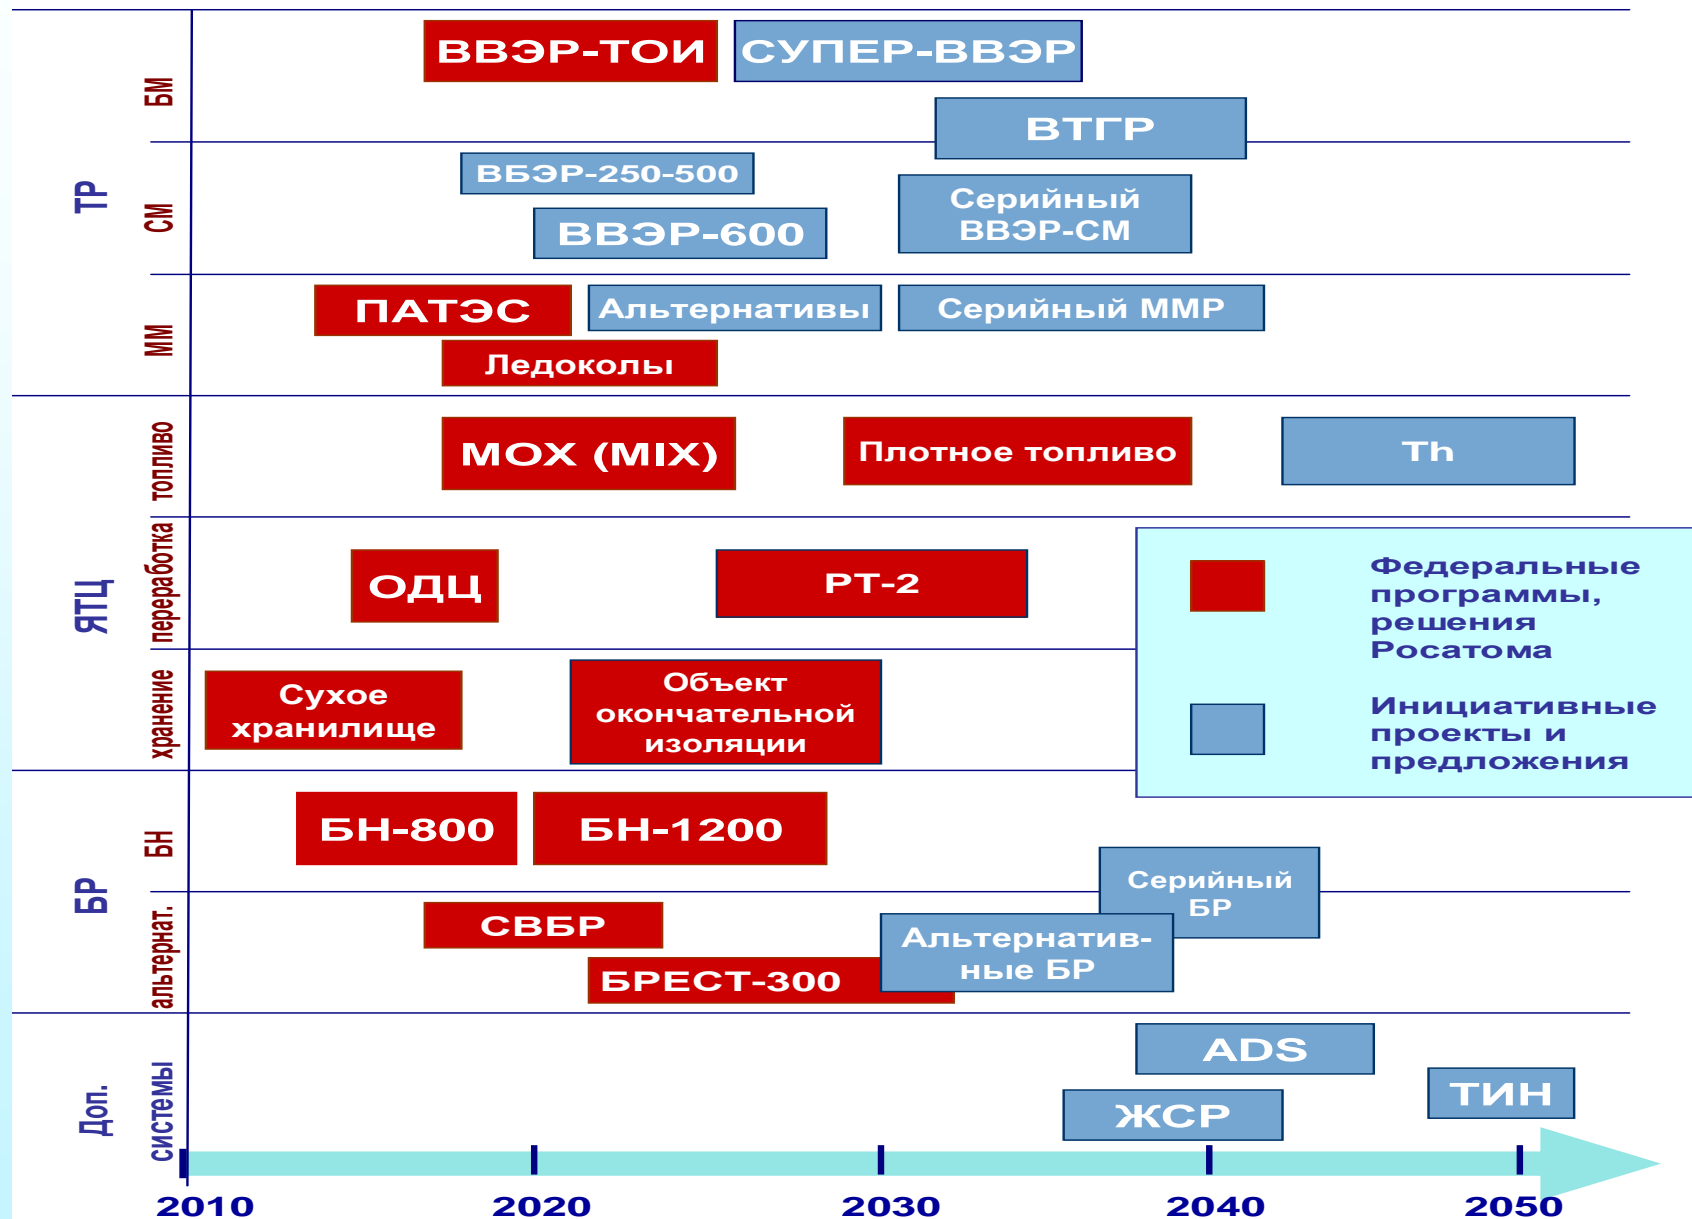 ТР
БМ
ВВЭР-ТОИ
СУПЕР-ВВЭР
ВТГР
СМ
ВБЭР-250-500
ВВЭР-600
Серийный
ВВЭР-СМ
ММ
ПАТЭС
Альтернативы
Серийный ММР
Ледоколы
ЯТЦ
топливо
МОХ (MIX)
Плотное топливо
Th
переработка
ОДЦ
РТ-2
хранение
Сухое
хранилище
Объект
окончательной
изоляции
Федеральные
программы,
решения
Росатома
Инициативные
проекты и
предложения
БР
БН
БН-800
БН-1200
Серийный
БР
альтернат.
СВБР
БРЕСТ-300
Альтернатив-
ные БР
Доп.
системы
ADS
ЖСР
ТИН
2010
2020
2030
2040
2050